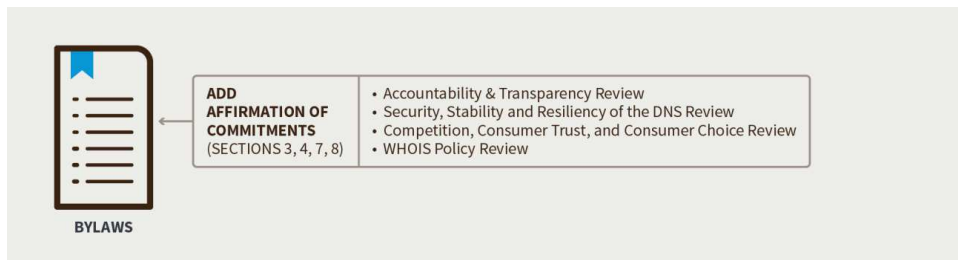 ADD
AFFIRMATION OF
COMMITMENTS
(SECTIONS 3, 4, 7, 8)
• Accountability & Transparency Review
• Security, Stability and Resiliency of the DNS Review
• Competition, Consumer Trust, and Consumer Choice Review
• WHOIS Policy Review
BYLAWS